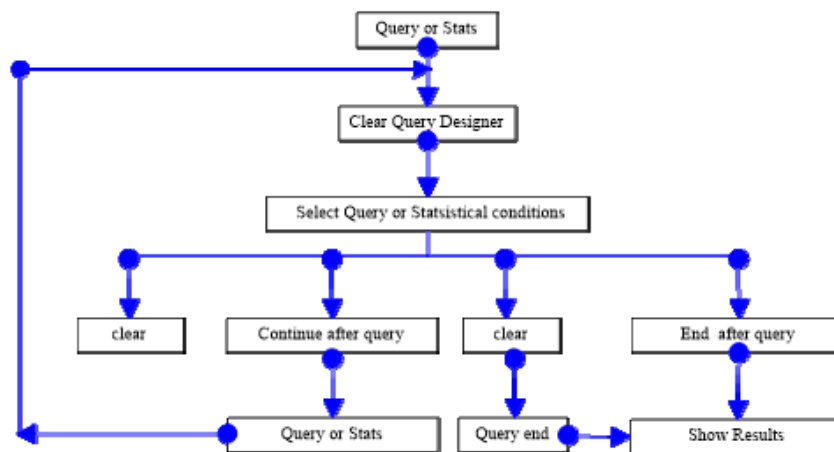 Query or Stats
Clear Query Designer
Select Query or Statsistical conditions
clear
Continue after query
clear
End after query
Query or Stats
Query end
Show Results